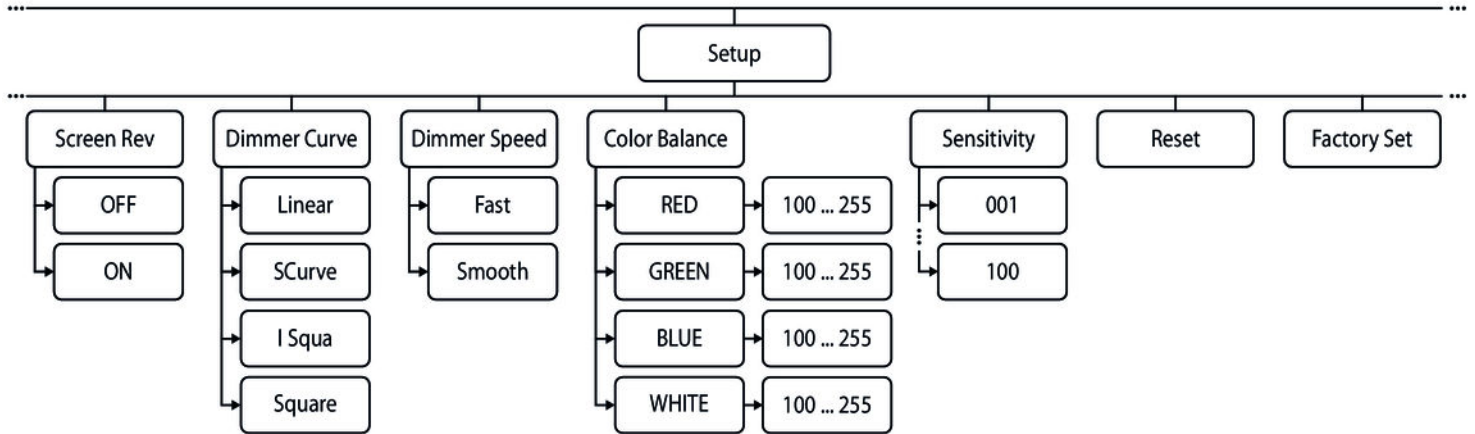 ... ...
Setup
... ...
Screen Rev Dimmer Curve Dimmer Speed Color Balance Sensitivity Reset Factory Set
OFF Linear Fast RED 100 ... 255 001
ON SCurve Smooth GREEN 100 ... 255 100
I Squa BLUE 100 ... 255
Square WHITE 100 ... 255